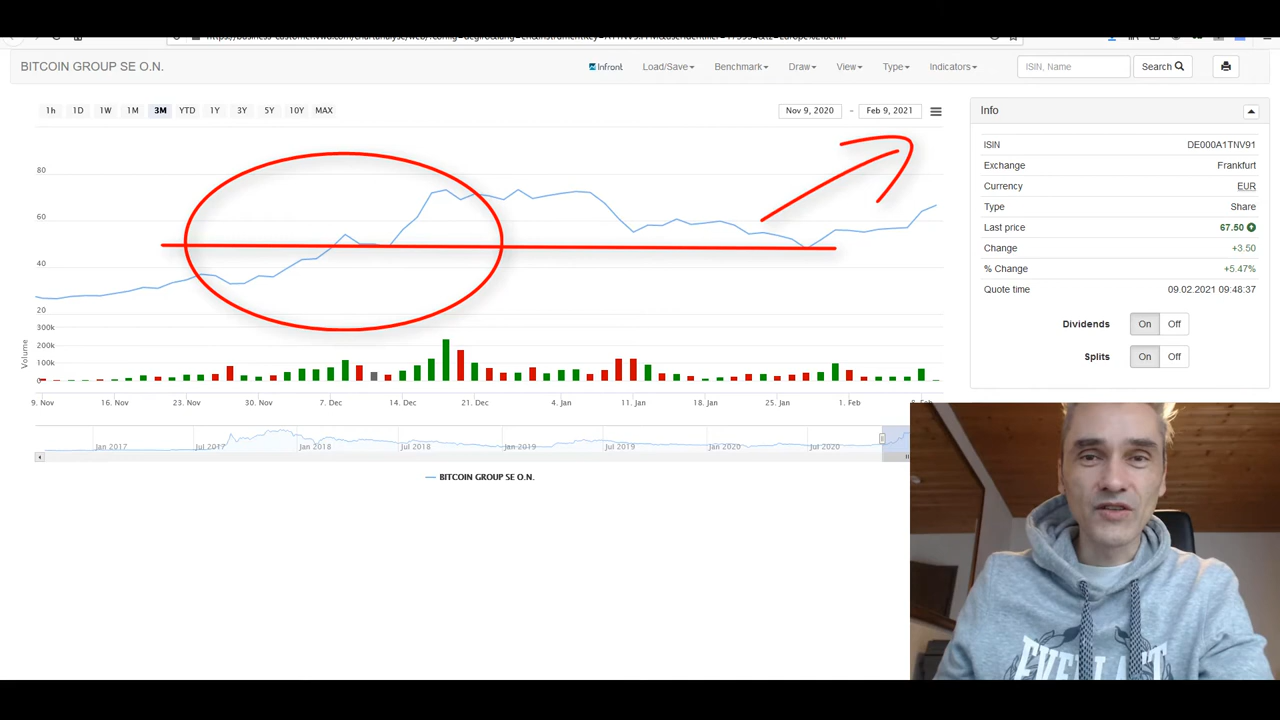 BITCOIN GROUP SE O.N.
Infront Load/Save Benchmark Draw View Type Indicators ISIN, Name Search
1h 1D 1W 1M 3M YTD 1Y 3Y 5Y 10Y MAX
Nov 9, 2020 – Feb 9, 2021
Info
ISIN DE000A1TNV91
Exchange Frankfurt
Currency EUR
Type Share
Last price 67.50
Change +3.50
% Change +5.47%
Quote time 09.02.2021 09:48:37
Dividends On Off
Splits On Off
80
60
40
20
300k
200k
100k
0
Volume
9. Nov 16. Nov 23. Nov 30. Nov 7. Dec 14. Dec 21. Dec 4. Jan 11. Jan 18. Jan 25. Jan 1. Feb 8. Feb
Jan 2017 Jul 2017 Jan 2018 Jul 2018 Jan 2019 Jul 2019 Jan 2020 Jul 2020
BITCOIN GROUP SE O.N.
EVERLAST